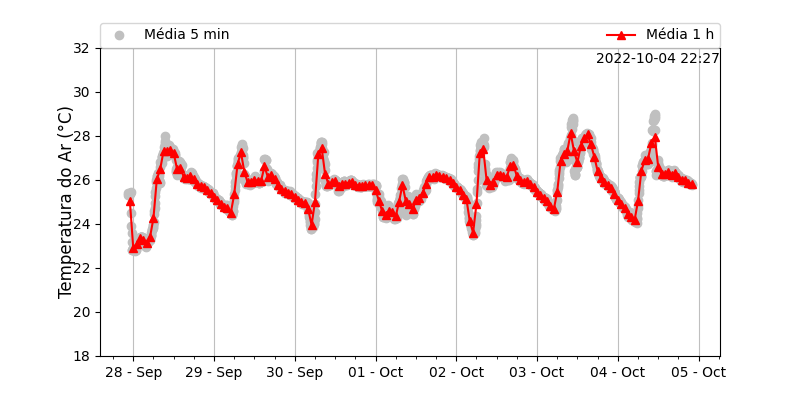 Média 5 min
Média 1 h
2022-10-04 22:27
Temperatura do Ar (°C)
32
30
28
26
24
22
20
18
28 - Sep
29 - Sep
30 - Sep
01 - Oct
02 - Oct
03 - Oct
04 - Oct
05 - Oct